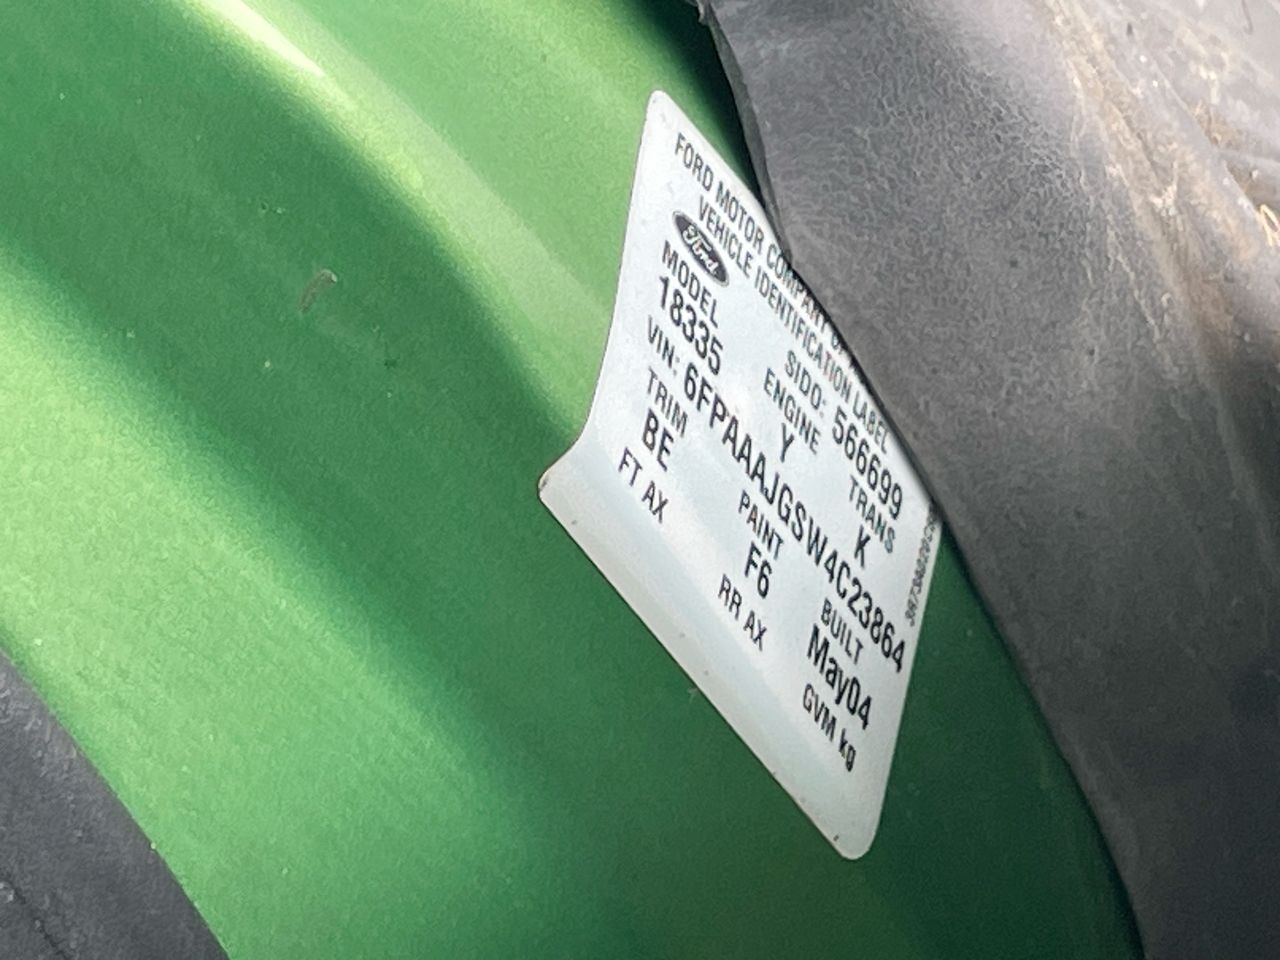 FORD MOTOR COMPANY
VEHICLE IDENTIFICATION LABEL
Ford
SIDO: 566699
MODEL ENGINE TRANS
18335 Y K
VIN: 6FPAAAJGSW4C23864
TRIM PAINT BUILT
BE F6 May04
FT AX RR AX GVM kg